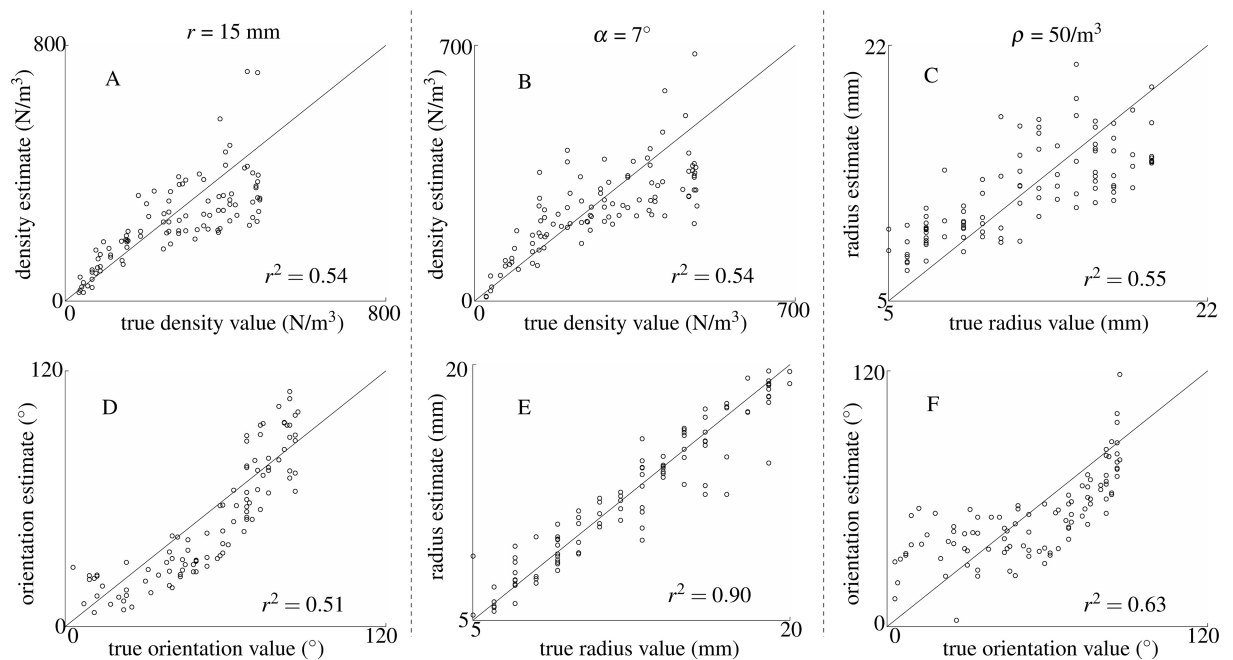 r = 15 mm
800
A
density estimate (N/m³)
r² = 0.54
0
0
800
true density value (N/m³)
120
D
orientation estimate (°)
r² = 0.51
0
0
120
true orientation value (°)
α = 7°
700
B
density estimate (N/m³)
r² = 0.54
0
0
700
true density value (N/m³)
20
E
radius estimate (mm)
r² = 0.90
5
5
20
true radius value (mm)
ρ = 50/m³
22
C
radius estimate (mm)
r² = 0.55
5
5
22
true radius value (mm)
120
F
orientation estimate (°)
r² = 0.63
0
0
120
true orientation value (°)